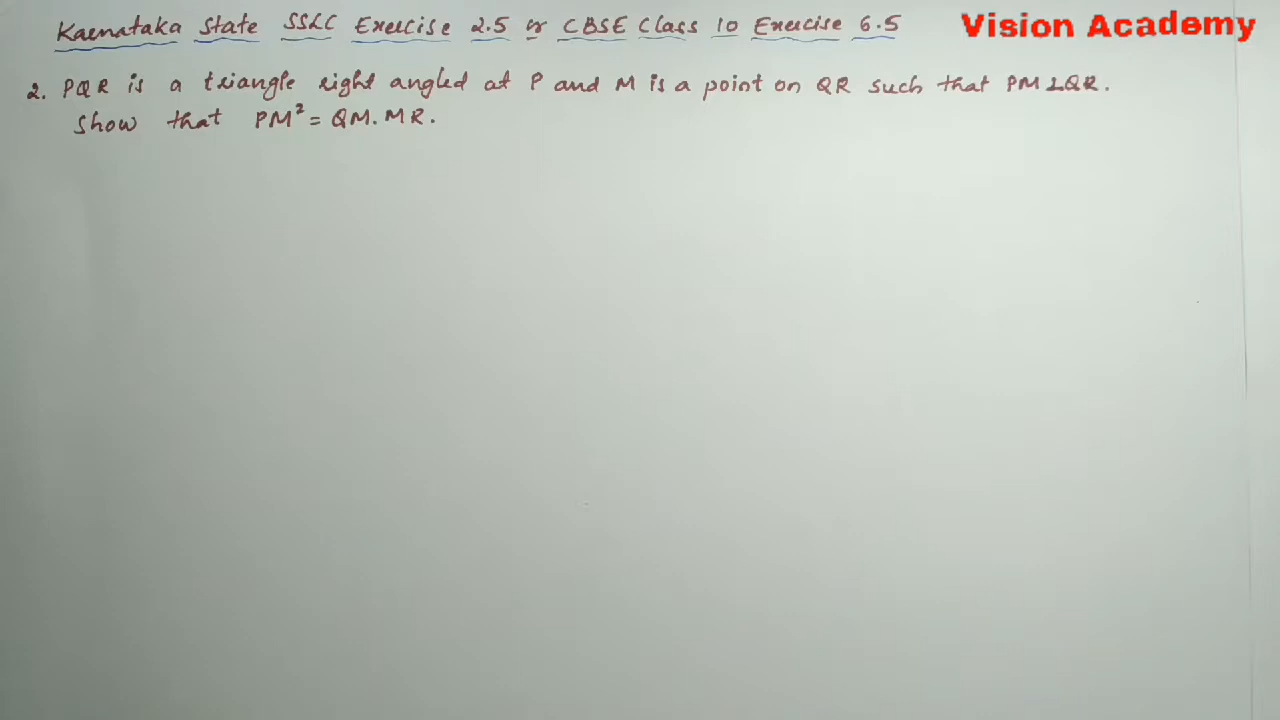 Karnataka State SSLC Exercise 2.5 or CBSE Class 10 Exercise 6.5
Vision Academy
2. PQR is a triangle right angled at P and M is a point on QR such that PM⊥QR.
Show that PM² = QM.MR.